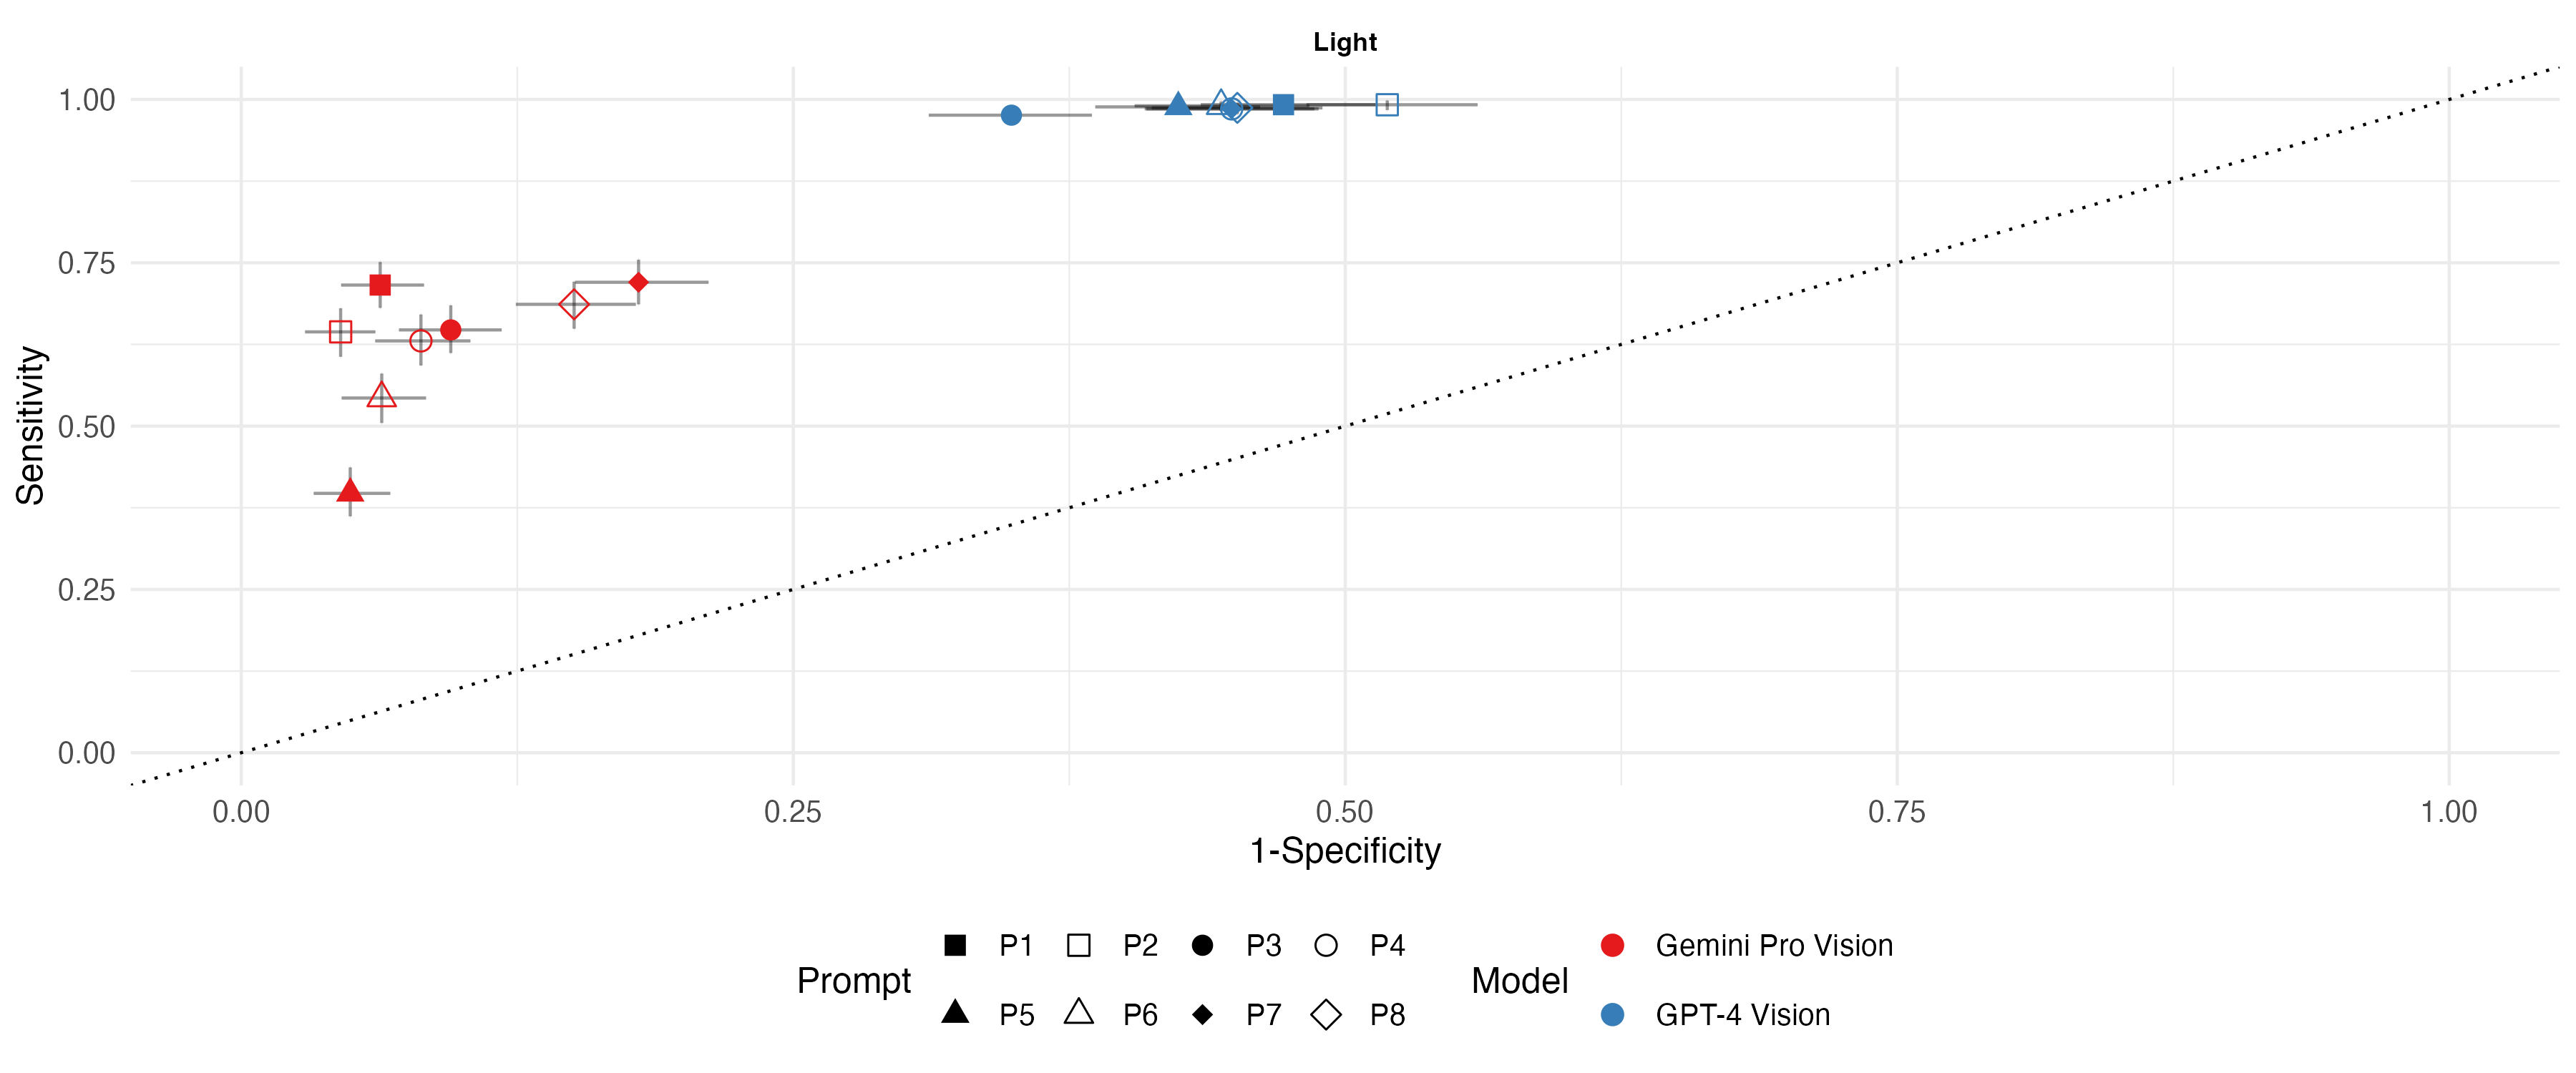 Light
1.00
0.75
0.50
0.25
0.00
Sensitivity
0.00 0.25 0.50 0.75 1.00
1-Specificity
Prompt
P1 P2 P3 P4
P5 P6 P7 P8
Model
Gemini Pro Vision
GPT-4 Vision